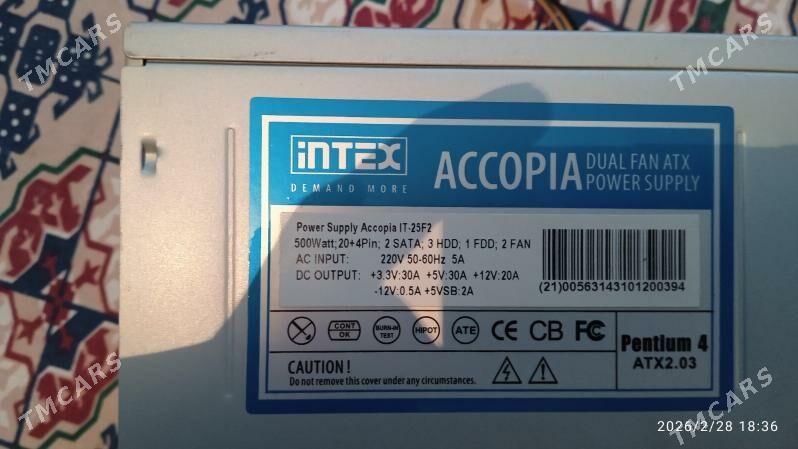 INTEX
DEMAND MORE
ACCOPIA DUAL FAN ATX
POWER SUPPLY
Power Supply Accopia IT-25F2
500Watt;20+4Pin; 2 SATA; 3 HDD; 1 FDD; 2 FAN
AC INPUT: 220V 50-60Hz 5A
DC OUTPUT: +3.3V:30A +5V:30A +12V:20A
-12V:0.5A +5VSB:2A
(21)00563143101200394
CONT OK
BURN-IN TEST
HIPOT
ATE
CE
CB
FC
Pentium 4
ATX2.03
CAUTION !
Do not remove this cover under any circumstances.
2026/2/28 18:36
TMCARS
TMCARS
TMCARS
TMCARS